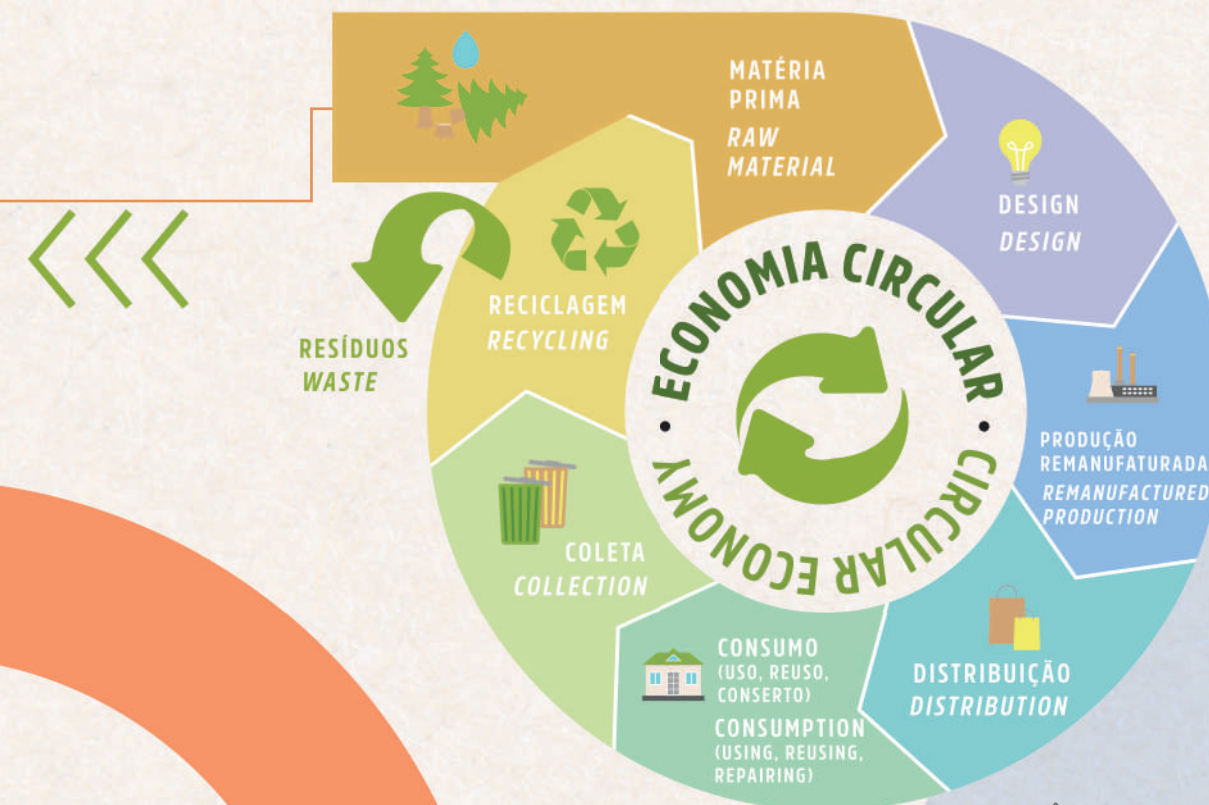 MATÉRIA
PRIMA
RAW
MATERIAL
DESIGN
DESIGN
PRODUÇÃO
REMANUFATURADA
REMANUFACTURED
PRODUCTION
DISTRIBUIÇÃO
DISTRIBUTION
CONSUMO
(USO, REUSO,
CONSERTO)
CONSUMPTION
(USING, REUSING,
REPAIRING)
COLETA
COLLECTION
RECICLAGEM
RECYCLING
RESÍDUOS
WASTE
• ECONOMIA CIRCULAR •
CIRCULAR ECONOMY